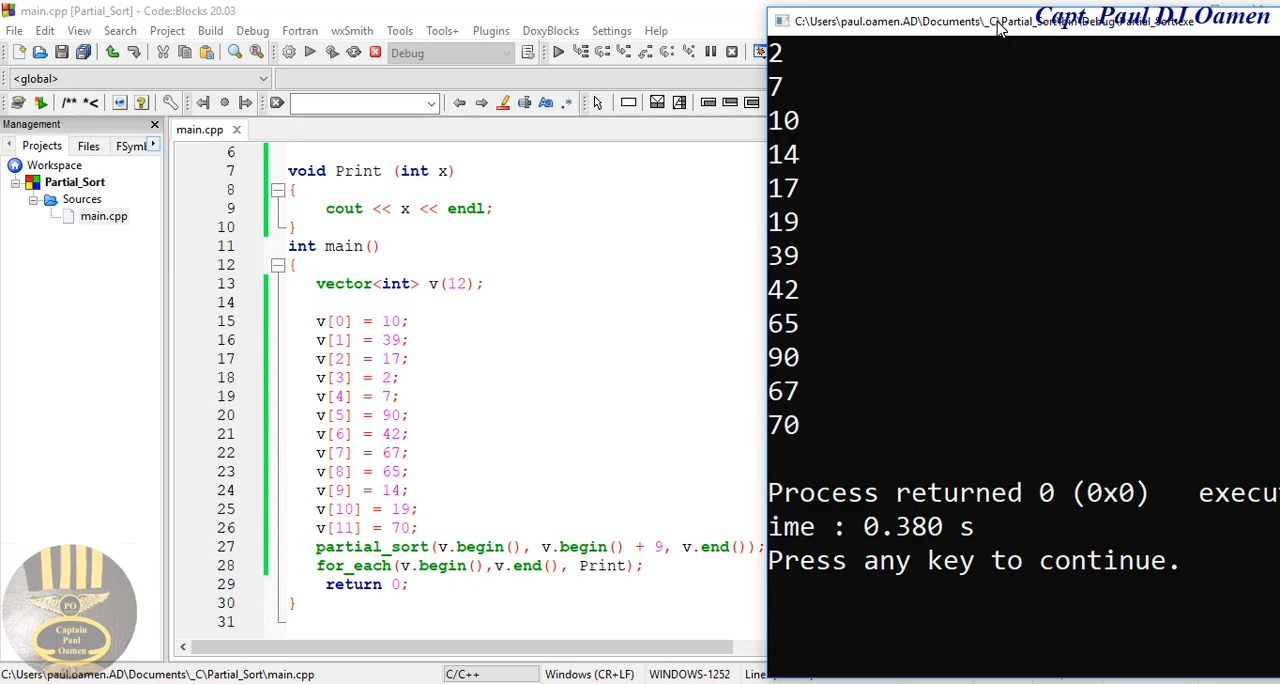 main.cpp [Partial_Sort] - Code::Blocks 20.03
Capt. Paul DJ Oamen
C:\Users\paul.oamen.AD\Documents\_C\Partial_Sort\bin\Debug\Partial_Sort.exe
File Edit View Search Project Build Debug Fortran wxSmith Tools Tools+ Plugins DoxyBlocks Settings Help
Debug
<global>
/** *<
Aa .*
Management
Projects Files FSymb
main.cpp
Workspace
Partial_Sort
Sources
main.cpp
6
7 void Print (int x)
8 {
9 cout << x << endl;
10 }
11 int main()
12 {
13 vector<int> v(12);
14
15 v[0] = 10;
16 v[1] = 39;
17 v[2] = 17;
18 v[3] = 2;
19 v[4] = 7;
20 v[5] = 90;
21 v[6] = 42;
22 v[7] = 67;
23 v[8] = 65;
24 v[9] = 14;
25 v[10] = 19;
26 v[11] = 70;
27 partial_sort(v.begin(), v.begin() + 9, v.end());
28 for_each(v.begin(),v.end(), Print);
29 return 0;
30 }
31
2
7
10
14
17
19
39
42
65
90
67
70
Process returned 0 (0x0) execu
ime : 0.380 s
Press any key to continue.
PO
Captain
Paul
Oamen
C:\Users\paul.oamen.AD\Documents\_C\Partial_Sort\main.cpp C/C++ Windows (CR+LF) WINDOWS-1252 Line